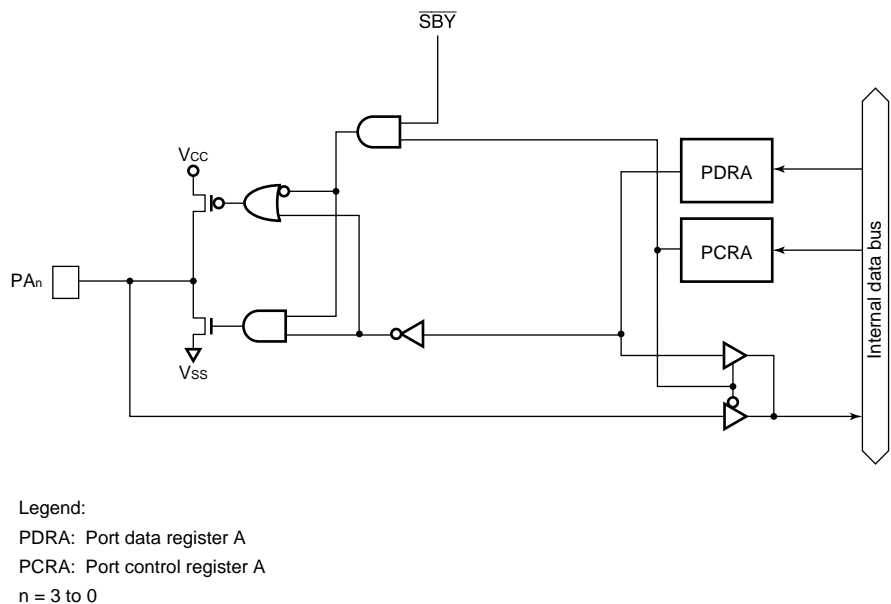 SBY
VCC
PDRA
PCRA
PAn
VSS
Internal data bus
Legend:
PDRA: Port data register A
PCRA: Port control register A
n = 3 to 0